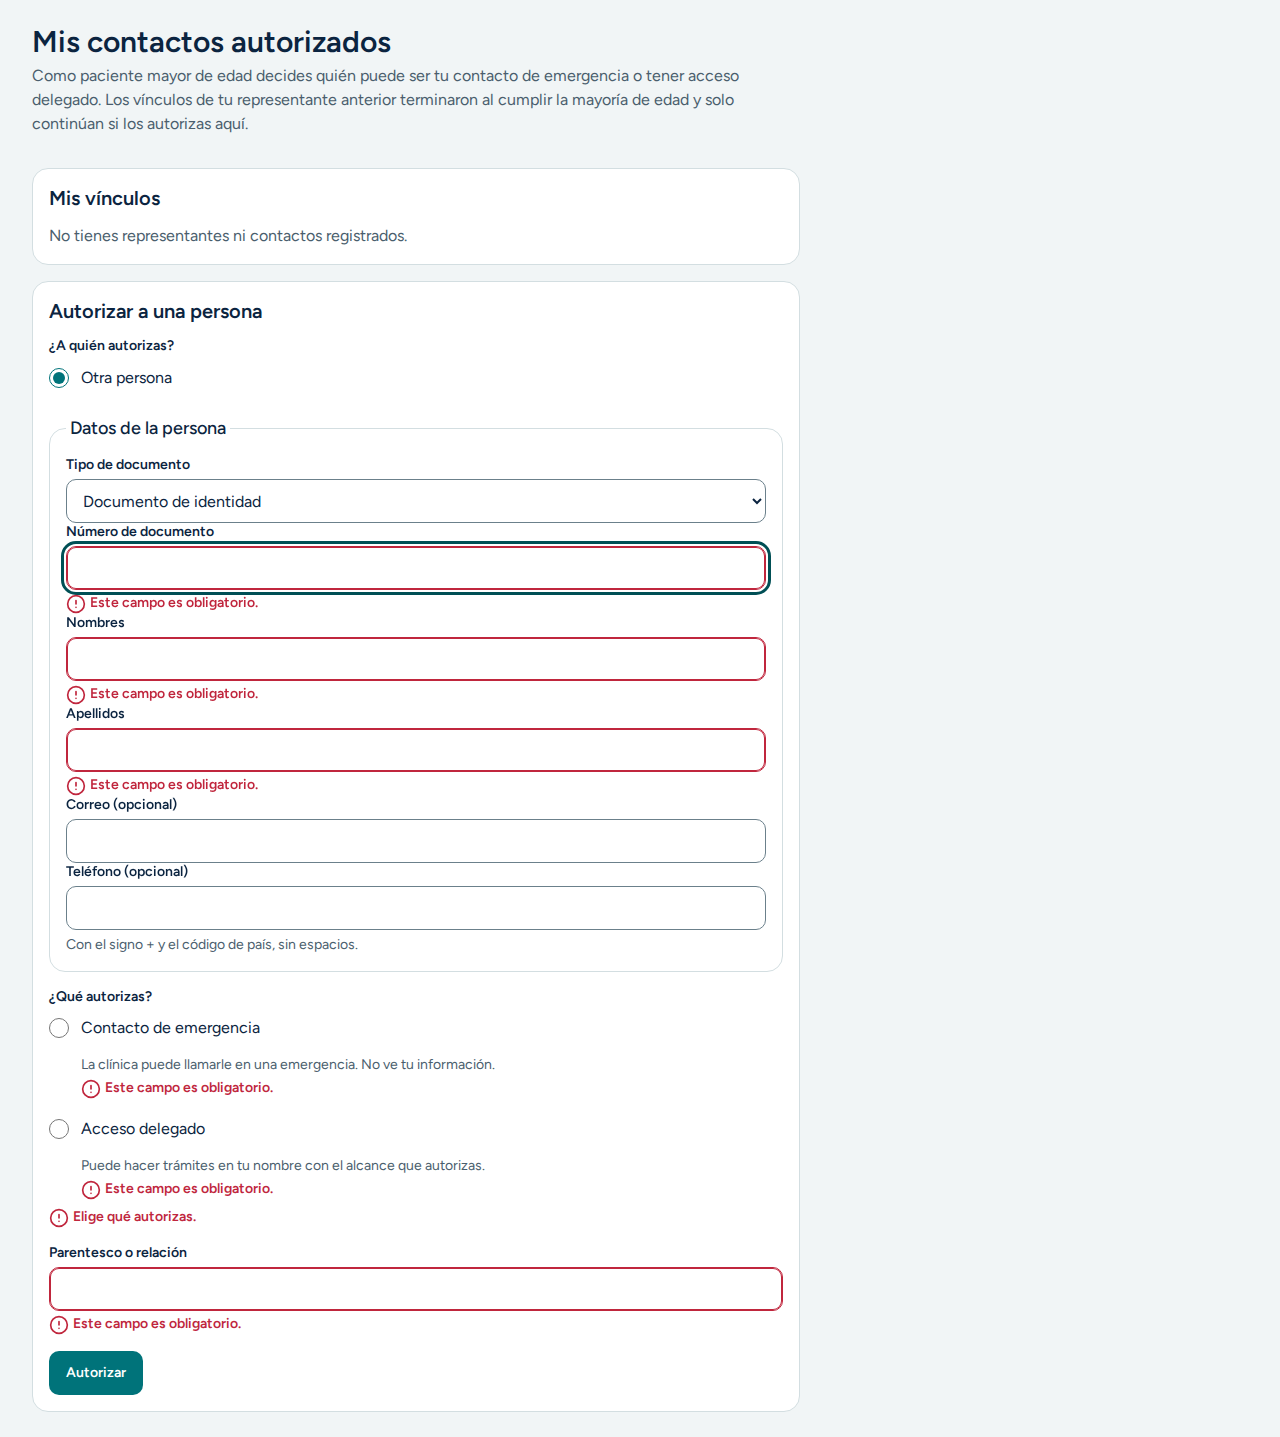 Mis contactos autorizados
Como paciente mayor de edad decides quién puede ser tu contacto de emergencia o tener acceso
delegado. Los vínculos de tu representante anterior terminaron al cumplir la mayoría de edad y solo
continúan si los autorizas aquí.
Mis vínculos
No tienes representantes ni contactos registrados.
Autorizar a una persona
¿A quién autorizas?
Otra persona
Datos de la persona
Tipo de documento
Documento de identidad
Número de documento
Este campo es obligatorio.
Nombres
Este campo es obligatorio.
Apellidos
Este campo es obligatorio.
Correo (opcional)
Teléfono (opcional)
Con el signo + y el código de país, sin espacios.
¿Qué autorizas?
Contacto de emergencia
La clínica puede llamarle en una emergencia. No ve tu información.
Este campo es obligatorio.
Acceso delegado
Puede hacer trámites en tu nombre con el alcance que autorizas.
Este campo es obligatorio.
Elige qué autorizas.
Parentesco o relación
Este campo es obligatorio.
Autorizar